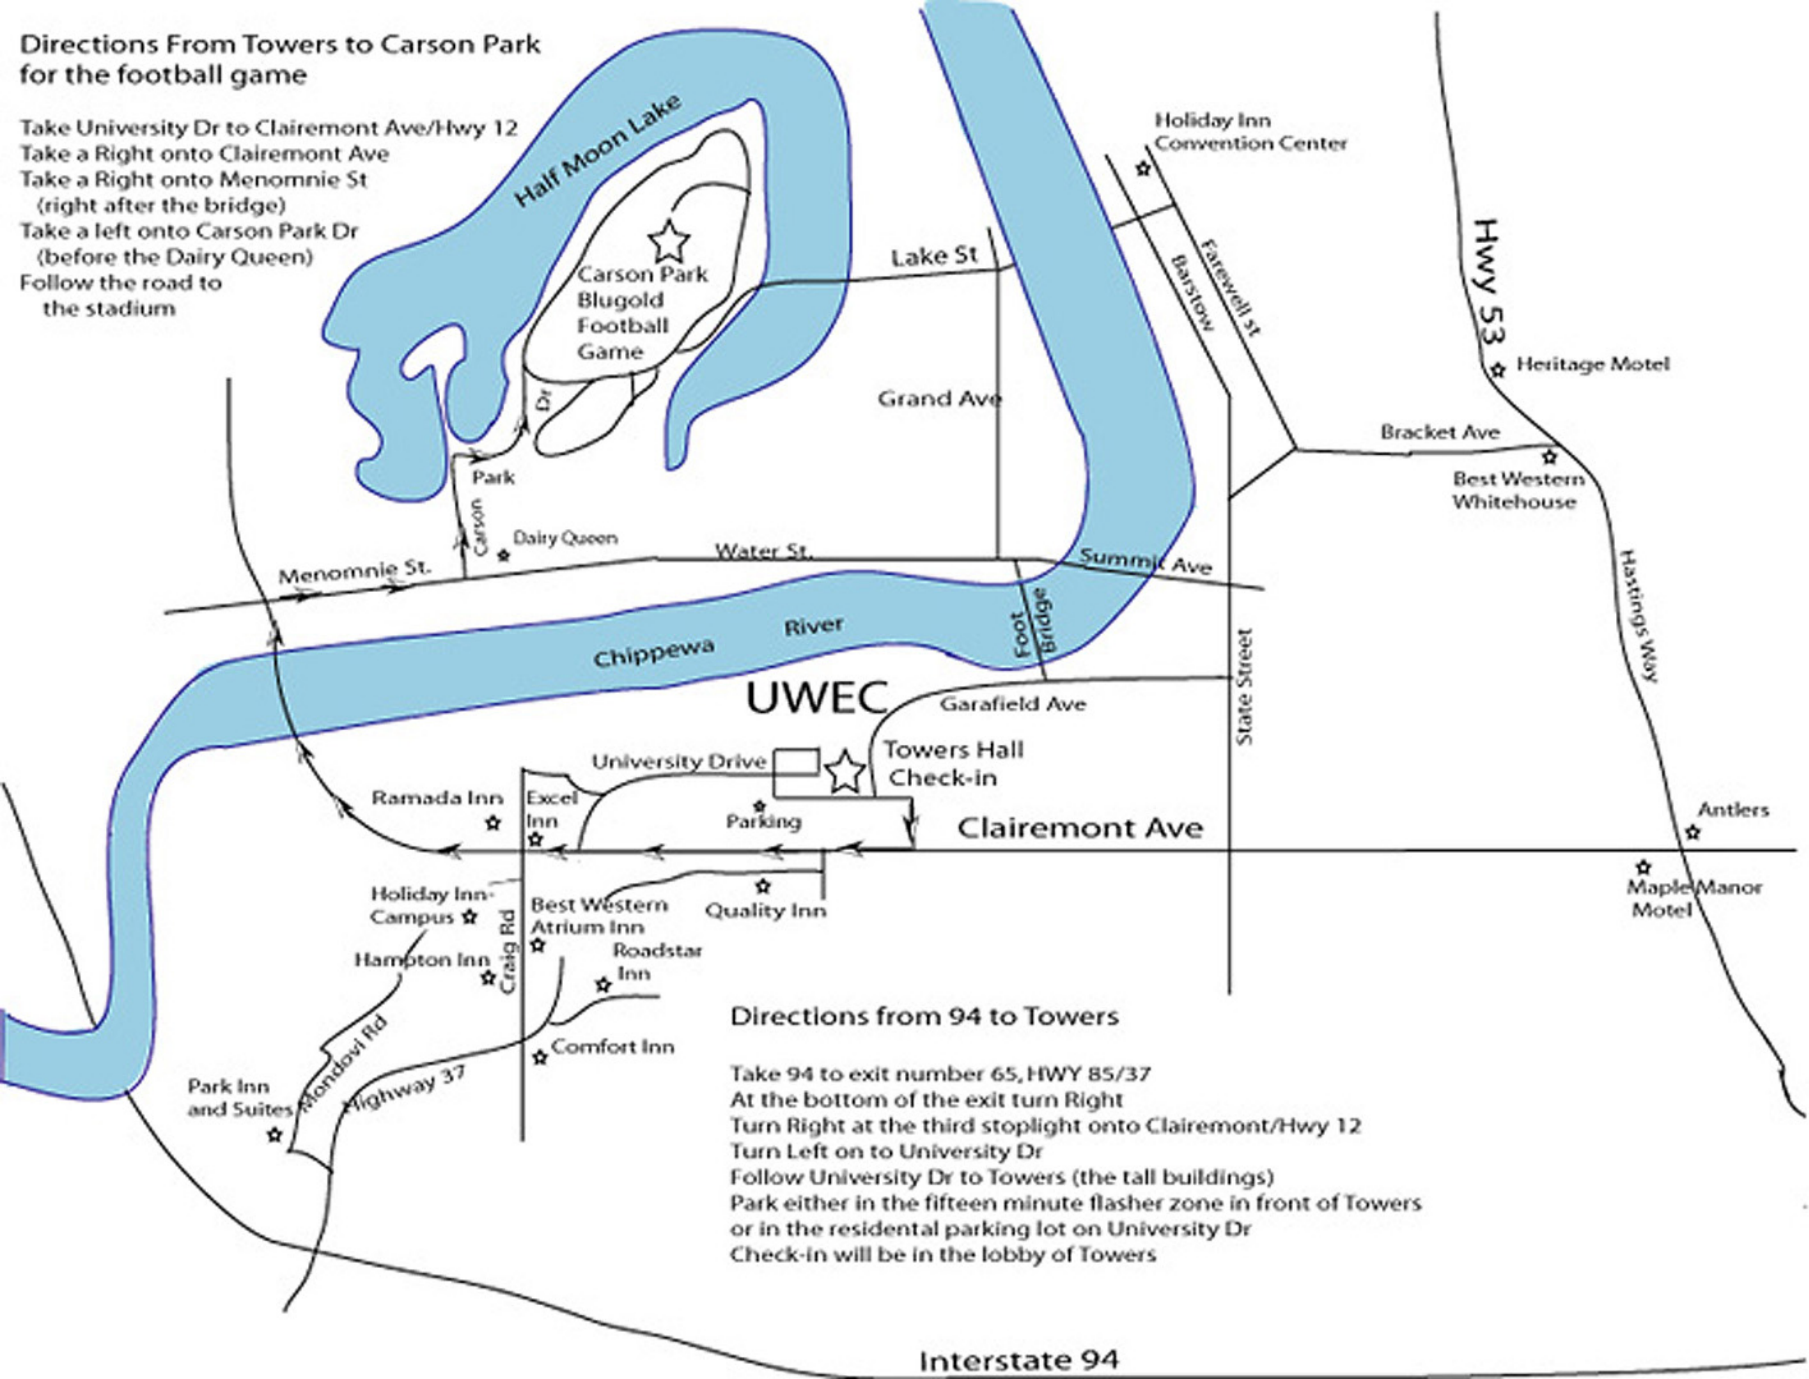 Directions From Towers to Carson Park
for the football game
Take University Dr to Clairemont Ave/Hwy 12
Take a Right onto Clairemont Ave
Take a Right onto Menomnie St
(right after the bridge)
Take a left onto Carson Park Dr
(before the Dairy Queen)
Follow the road to
the stadium
Half Moon Lake
Carson Park
Blugold
Football
Game
Lake St
Grand Ave
Holiday Inn
Convention Center
Barstow
Farewell st
Hwy 53
Heritage Motel
Bracket Ave
Best Western
Whitehouse
Hastings Way
Dr
Park
Carson
Dairy Queen
Menomnie St.
Water St.
Summit Ave
Foot
Bridge
Chippewa
River
State Street
UWEC
Garafield Ave
University Drive
Towers Hall
Check-in
Ramada Inn
Excel
Inn
Parking
Clairemont Ave
Antlers
Maple Manor
Motel
Holiday Inn-
Campus
Best Western
Atrium Inn
Quality Inn
Craig Rd
Hampton Inn
Roadstar
Inn
Comfort Inn
Mondovi Rd
Highway 37
Park Inn
and Suites
Directions from 94 to Towers
Take 94 to exit number 65, HWY 85/37
At the bottom of the exit turn Right
Turn Right at the third stoplight onto Clairemont/Hwy 12
Turn Left on to University Dr
Follow University Dr to Towers (the tall buildings)
Park either in the fifteen minute flasher zone in front of Towers
or in the residental parking lot on University Dr
Check-in will be in the lobby of Towers
Interstate 94